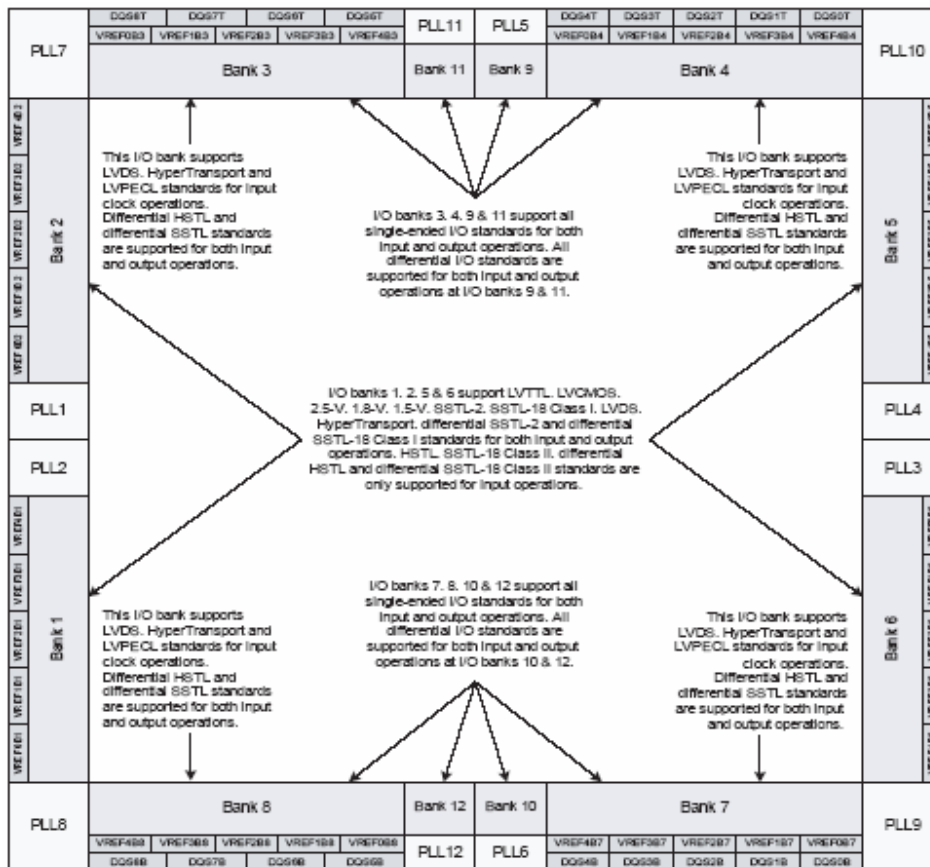 DQS8T DQS7T DQS6T DQS5T
PLL11 PLL5
DQS4T DQS3T DQS2T DQS1T DQS0T
PLL7
VREF0B3 VREF1B3 VREF2B3 VREF3B3 VREF4B3
VREF0B4 VREF1B4 VREF2B4 VREF3B4 VREF4B4
PLL10
Bank 3
Bank 11
Bank 9
Bank 4
This I/O bank supports
LVDS, HyperTransport and
LVPECL standards for input
clock operations.
Differential HSTL and
differential SSTL standards
are supported for both input
and output operations.
I/O banks 3, 4, 9 & 11 support all
single-ended I/O standards for both
input and output operations. All
differential I/O standards are
supported for both input and output
operations at I/O banks 9 & 11.
This I/O bank supports
LVDS, HyperTransport and
LVPECL standards for input
clock operations.
Differential HSTL and
differential SSTL standards
are supported for both input
and output operations.
Bank 2
Bank 5
PLL1
PLL2
I/O banks 1, 2, 5 & 6 support LVTTL, LVCMOS,
2.5-V, 1.8-V, 1.5-V, SSTL-2, SSTL-18 Class I, LVDS,
HyperTransport, differential SSTL-2 and differential
SSTL-18 Class I standards for both input and output
operations. HSTL, SSTL-18 Class II, differential
HSTL and differential SSTL-18 Class II standards are
only supported for input operations.
PLL4
PLL3
VREF4B1
VREF3B1
VREF2B1
VREF1B1
VREF0B1
Bank 1
Bank 6
This I/O bank supports
LVDS, HyperTransport and
LVPECL standards for input
clock operations.
Differential HSTL and
differential SSTL standards
are supported for both input
and output operations.
I/O banks 7, 8, 10 & 12 support all
single-ended I/O standards for both
input and output operations. All
differential I/O standards are
supported for both input and output
operations at I/O banks 10 & 12.
This I/O bank supports
LVDS, HyperTransport and
LVPECL standards for input
clock operations.
Differential HSTL and
differential SSTL standards
are supported for both input
and output operations.
PLL8
Bank 8
Bank 12
Bank 10
Bank 7
PLL9
VREF4B8 VREF3B8 VREF2B8 VREF1B8 VREF0B8
PLL12 PLL6
VREF4B7 VREF3B7 VREF2B7 VREF1B7 VREF0B7
DQS8B DQS7B DQS6B DQS5B
DQS4B DQS3B DQS2B DQS1B DQS0B